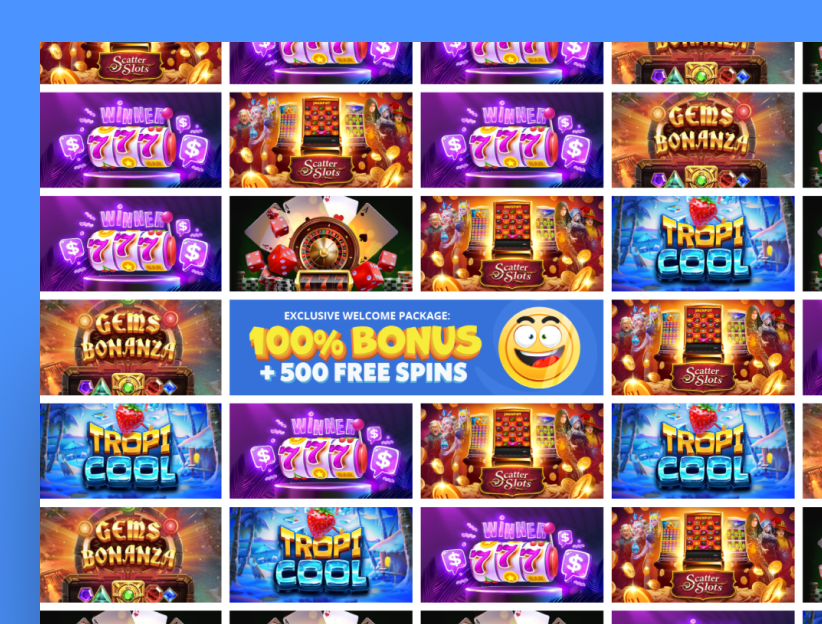 Scatter
Slots
BONANZA
WINNER
$
777
$
$
JACKPOT
Scatter
Slots
WINNER
$
777
$
$
GEMS
BONANZA
WINNER
$
777
$
$
Scatter
Slots
TROPI
COOL
GEMS
BONANZA
EXCLUSIVE WELCOME PACKAGE:
100% BONUS
+ 500 FREE SPINS
Scatter
Slots
TROPI
COOL
WINNER
$
777
$
$
Scatter
Slots
TROPI
COOL
GEMS
BONANZA
TROPI
COOL
WINNER
$
777
$
$
Scatter
Slots